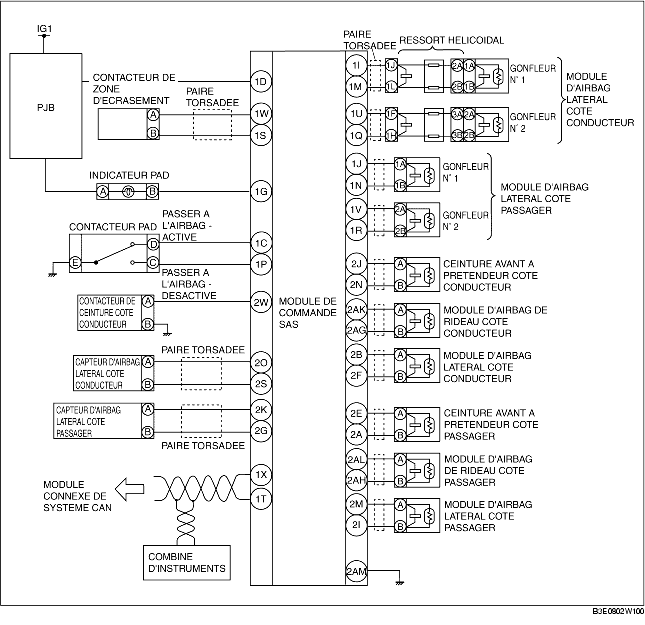 IG1
PJB
CONTACTEUR DE
ZONE
D'ECRASEMENT
A
B
PAIRE
TORSADEE
INDICATEUR PAD
A
B
CONTACTEUR PAD
PASSER A
L'AIRBAG -
ACTIVE
E
D
C
PASSER A
L'AIRBAG -
DESACTIVE
CONTACTEUR DE
CEINTURE COTE
CONDUCTEUR
A
B
CAPTEUR D'AIRBAG
LATERAL COTE
CONDUCTEUR
A
B
PAIRE TORSADEE
CAPTEUR D'AIRBAG
LATERAL COTE
PASSAGER
A
B
PAIRE TORSADEE
MODULE
CONNEXE DE
SYSTEME CAN
COMBINE
D'INSTRUMENTS
1D
1W
1S
1G
1C
1P
2W
2O
2S
2K
2G
1X
1T
MODULE DE
COMMANDE
SAS
1I
1M
1U
1Q
1J
1N
1V
1R
2J
2N
2AK
2AG
2B
2F
2E
2A
2AL
2AH
2M
2I
2AM
PAIRE
TORSADEE
RESSORT HELICOIDAL
1J
1L
2A
1A
2B
1B
GONFLEUR
N° 1
1F
1H
3A
2A
3B
2B
GONFLEUR
N° 2
MODULE
D'AIRBAG
LATERAL
COTE
CONDUCTEUR
1A
1B
GONFLEUR
N° 1
2A
2B
GONFLEUR
N° 2
MODULE D'AIRBAG
LATERAL COTE
PASSAGER
A
B
CEINTURE AVANT A
PRETENDEUR COTE
CONDUCTEUR
A
B
MODULE D'AIRBAG DE
RIDEAU COTE
CONDUCTEUR
A
B
MODULE D'AIRBAG
LATERAL COTE
CONDUCTEUR
A
B
CEINTURE AVANT A
PRETENDEUR COTE
PASSAGER
A
B
MODULE D'AIRBAG
DE RIDEAU COTE
PASSAGER
A
B
MODULE D'AIRBAG
LATERAL COTE
PASSAGER
B3E0802W100